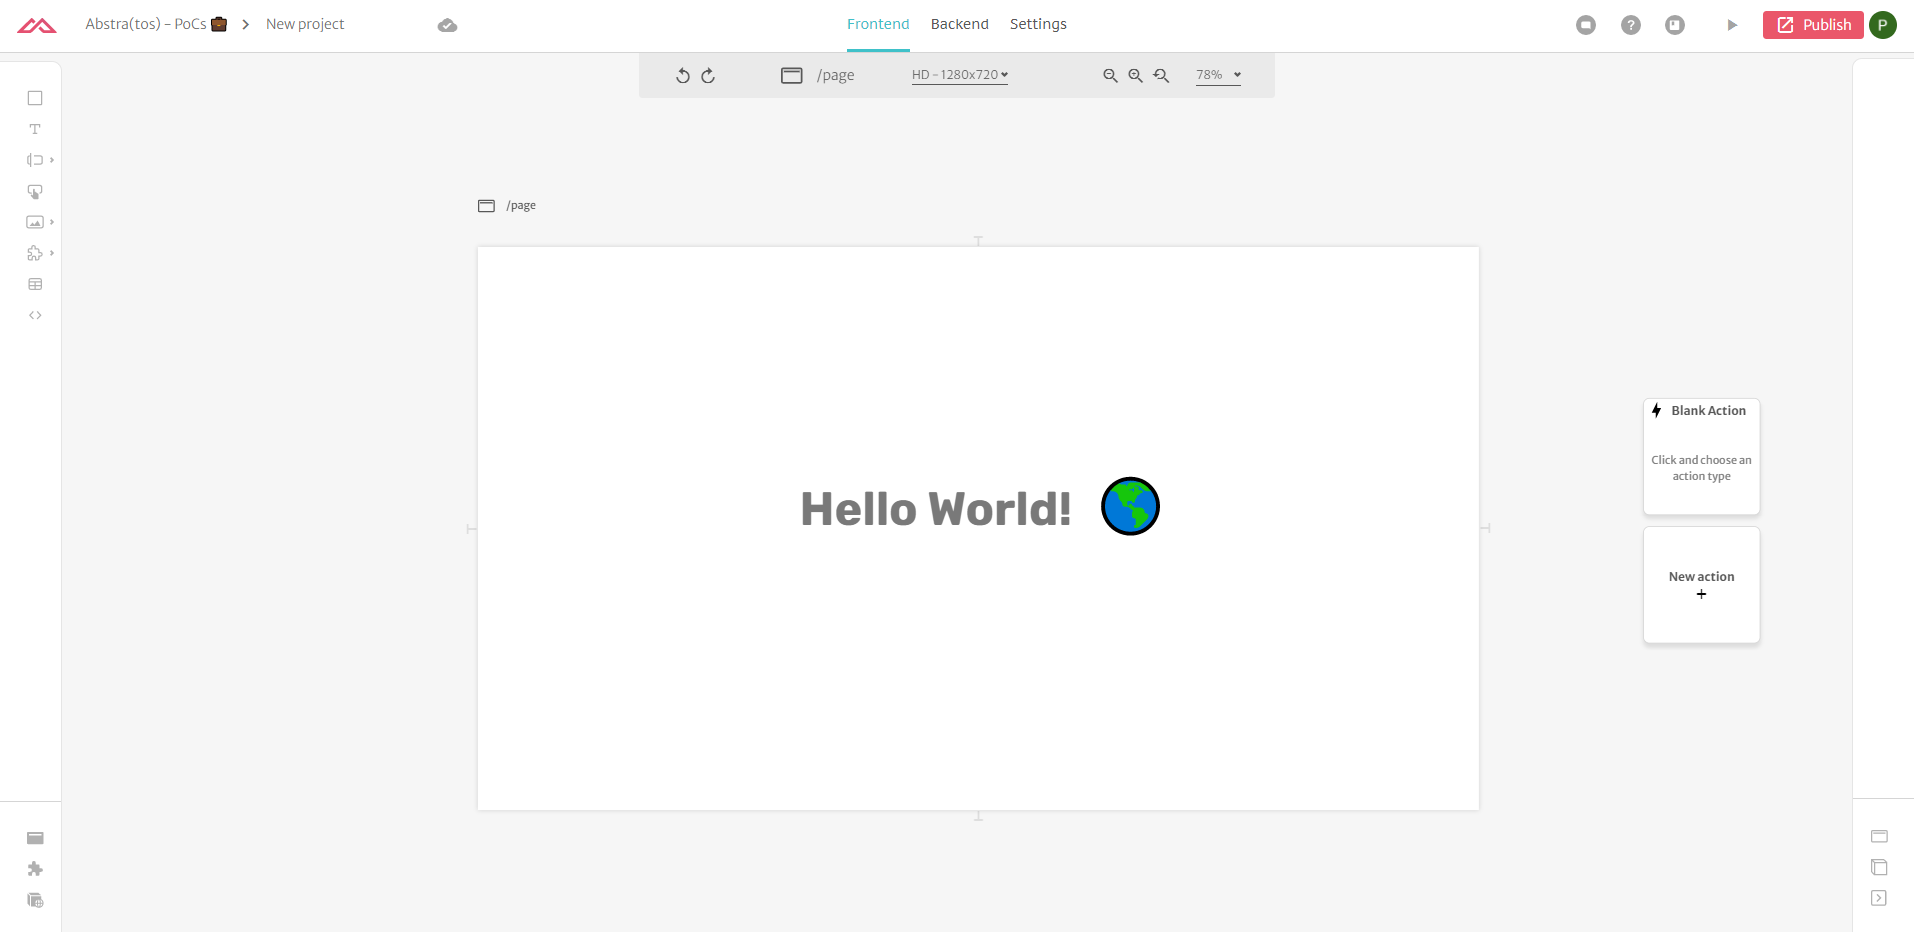 Abstra(tos) – PoCs 💼 > New project
Frontend Backend Settings
? Publish P
/page HD – 1280x720 78%
T
/page
Hello World!
Blank Action
Click and choose an
action type
New action
+